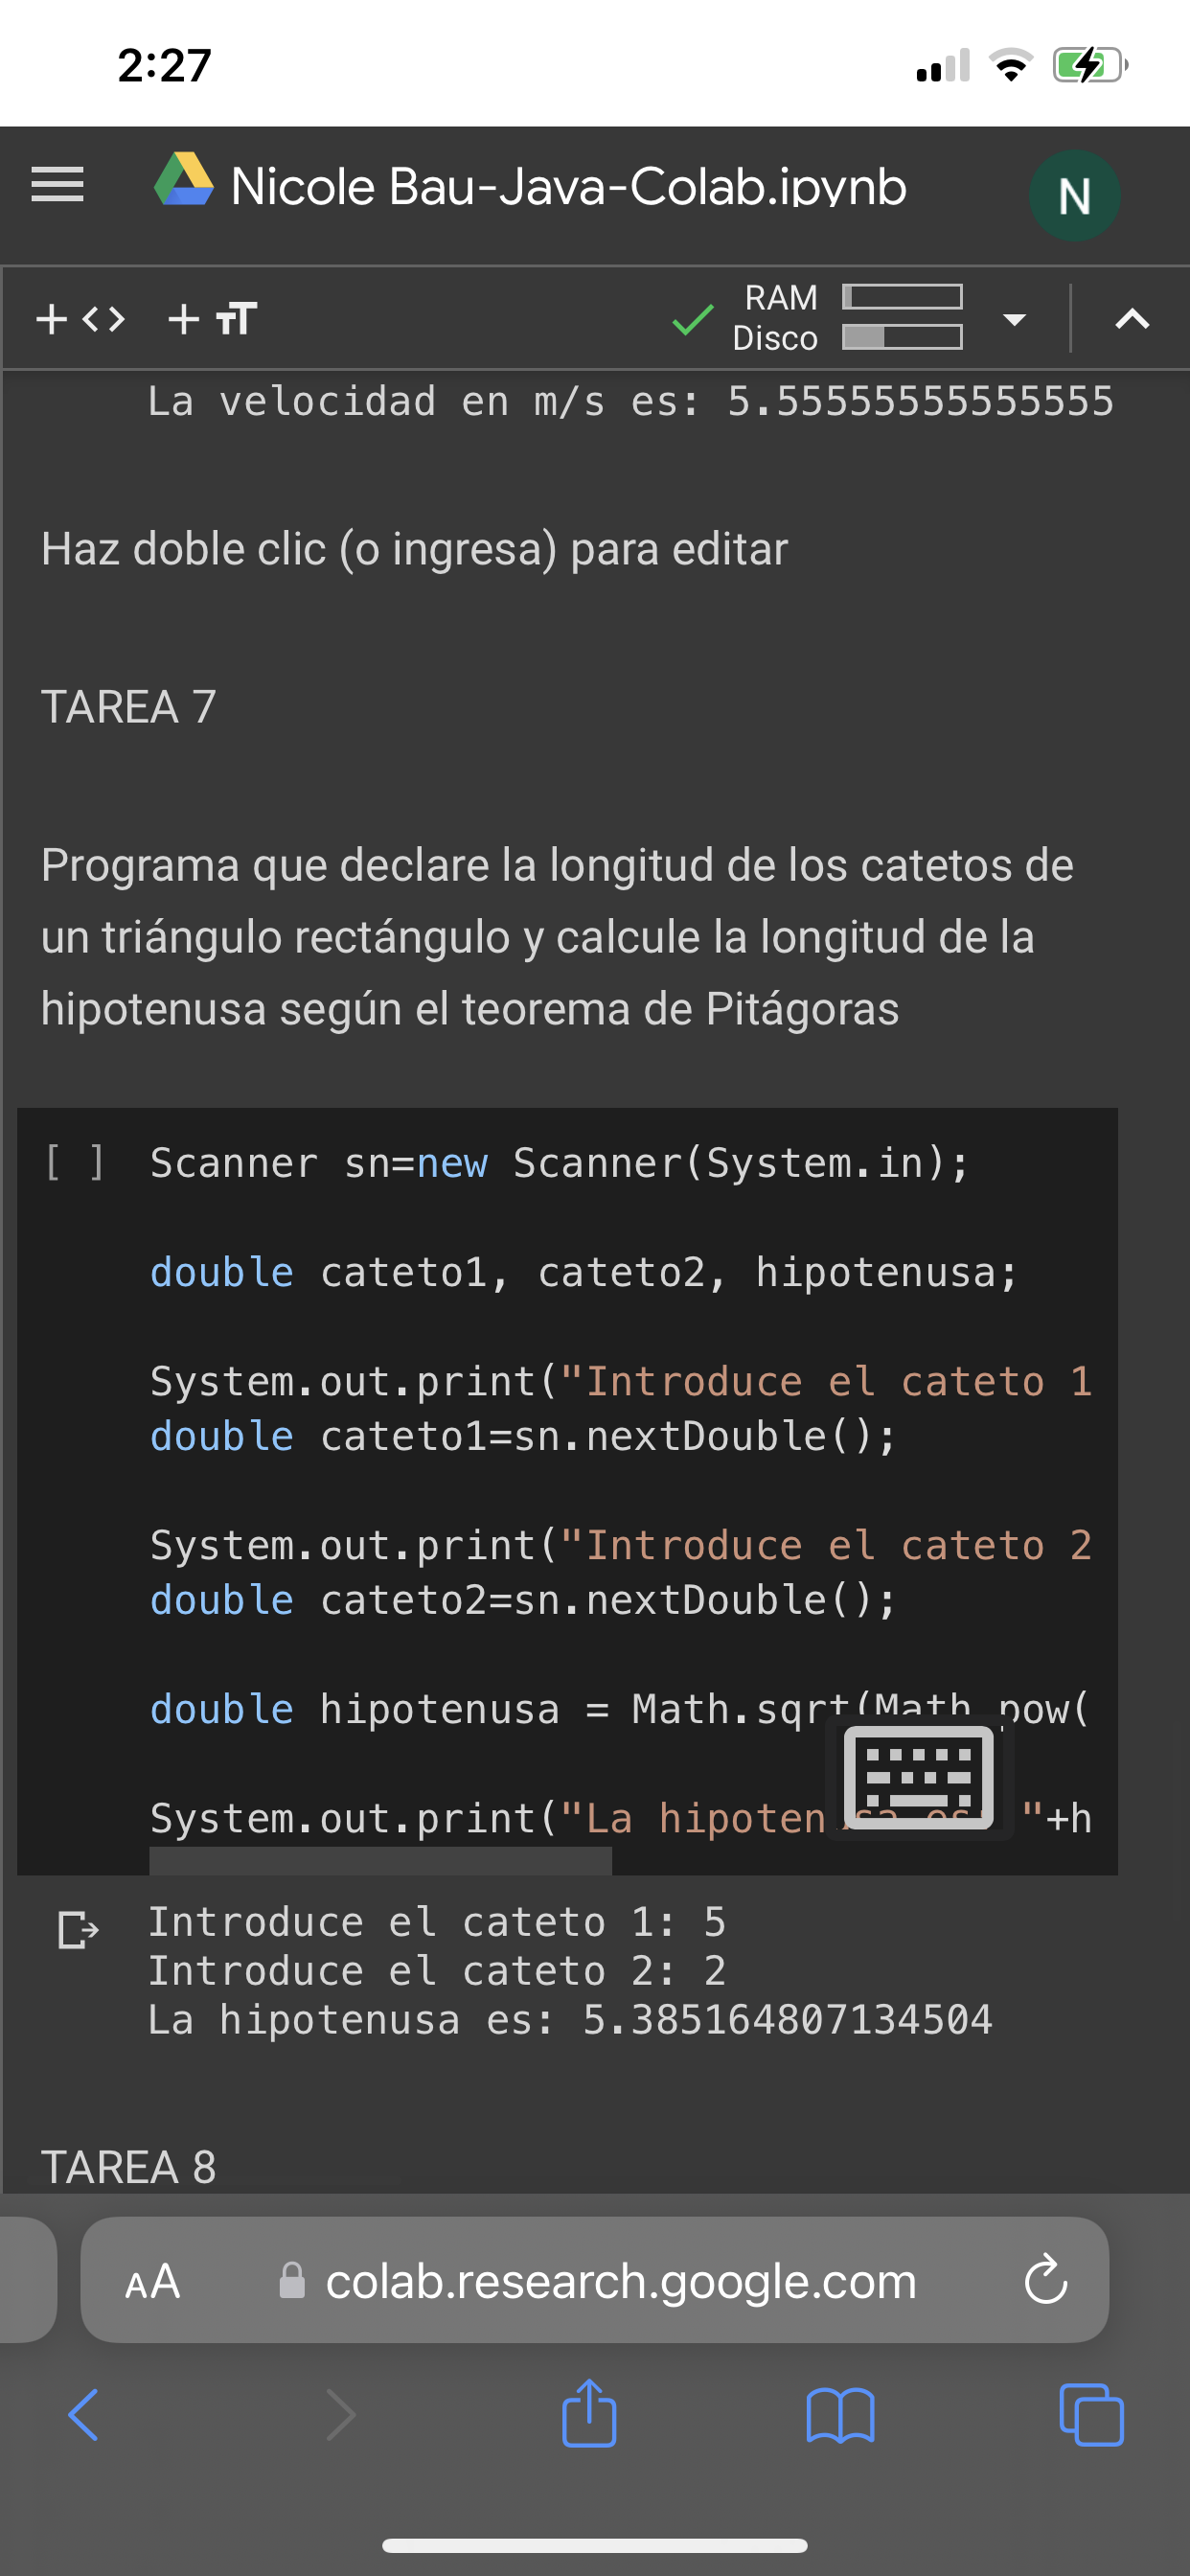 2:27
Nicole Bau-Java-Colab.ipynb
N
RAM
Disco
La velocidad en m/s es: 5.55555555555555
Haz doble clic (o ingresa) para editar
TAREA 7
Programa que declare la longitud de los catetos de
un triángulo rectángulo y calcule la longitud de la
hipotenusa según el teorema de Pitágoras
[ ] Scanner sn=new Scanner(System.in);
double cateto1, cateto2, hipotenusa;
System.out.print("Introduce el cateto 1
double cateto1=sn.nextDouble();
System.out.print("Introduce el cateto 2
double cateto2=sn.nextDouble();
double hipotenusa = Math.sqrt(Math.pow(
System.out.print("La hipotenusa es: "+h
Introduce el cateto 1: 5
Introduce el cateto 2: 2
La hipotenusa es: 5.385164807134504
TAREA 8
AA
colab.research.google.com